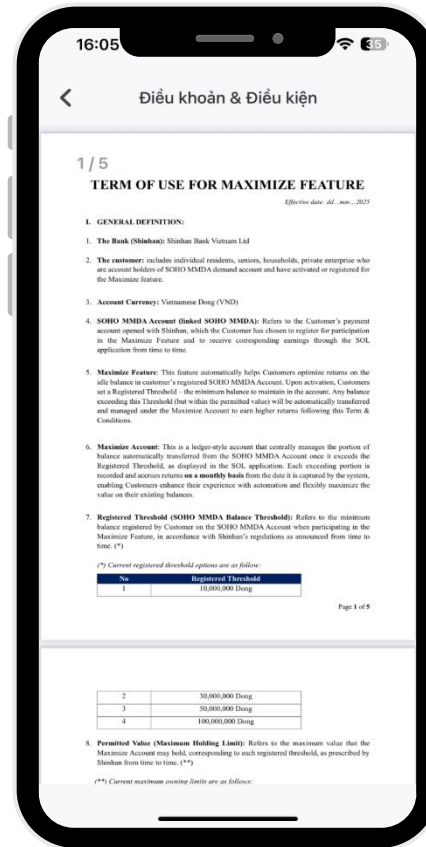 16:05
35
Điều khoản & Điều kiện
1 / 5
TERM OF USE FOR MAXIMIZE FEATURE
Effective date: dd...mm...2025
I. GENERAL DEFINITION:
1. The Bank (Shinhan): Shinhan Bank Vietnam Ltd
2. The customer: includes individual residents, seniors, households, private enterprise who
are account holders of SOHO MMDA demand account and have activated or registered for
the Maximize feature.
3. Account Currency: Vietnamese Dong (VND)
4. SOHO MMDA Account (linked SOHO MMDA): Refers to the Customer's payment
account opened with Shinhan, which the Customer has chosen to register for participation
in the Maximize Feature and to receive corresponding earnings through the SOL
application from time to time.
5. Maximize Feature: This feature automatically helps Customers optimize returns on the
idle balance in customer's registered SOHO MMDA Account. Upon activation, Customers
set a Registered Threshold – the minimum balance to maintain in the account. Any balance
exceeding this Threshold (but within the permitted value) will be automatically transferred
and managed under the Maximize Account to earn higher returns following this Term &
Conditions.
6. Maximize Account: This is a ledger-style account that centrally manages the portion of
balance automatically transferred from the SOHO MMDA Account once it exceeds the
Registered Threshold, as displayed in the SOL application. Each exceeding portion is
recorded and accrues returns on a monthly basis from the date it is captured by the system,
enabling Customers enhance their experience with automation and flexibly maximize the
value on their existing balances.
7. Registered Threshold (SOHO MMDA Balance Threshold): Refers to the minimum
balance registered by Customer on the SOHO MMDA Account when participating in the
Maximize Feature, in accordance with Shinhan's regulations as announced from time to
time. (*)
(*) Current registered threshold options are as follow:
No Registered Threshold
1 10,000,000 Dong
Page 1 of 5
2 30,000,000 Dong
3 50,000,000 Dong
4 100,000,000 Dong
8. Permitted Value (Maximum Holding Limit): Refers to the maximum value that the
Maximize Account may hold, corresponding to each registered threshold, as prescribed by
Shinhan from time to time. (**)
(**) Current maximum owning limits are as follows: